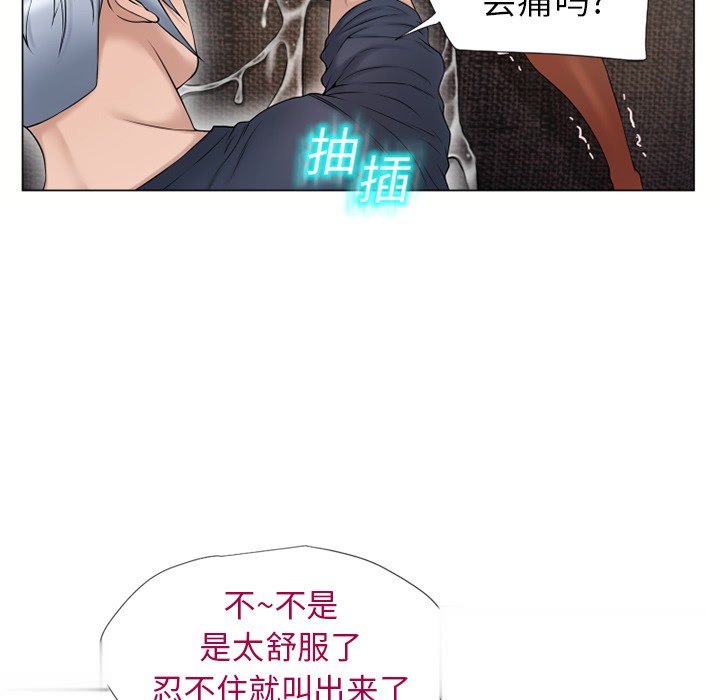 会痛吗?
抽插
不~不是
是太舒服了
忍不住就叫出来了